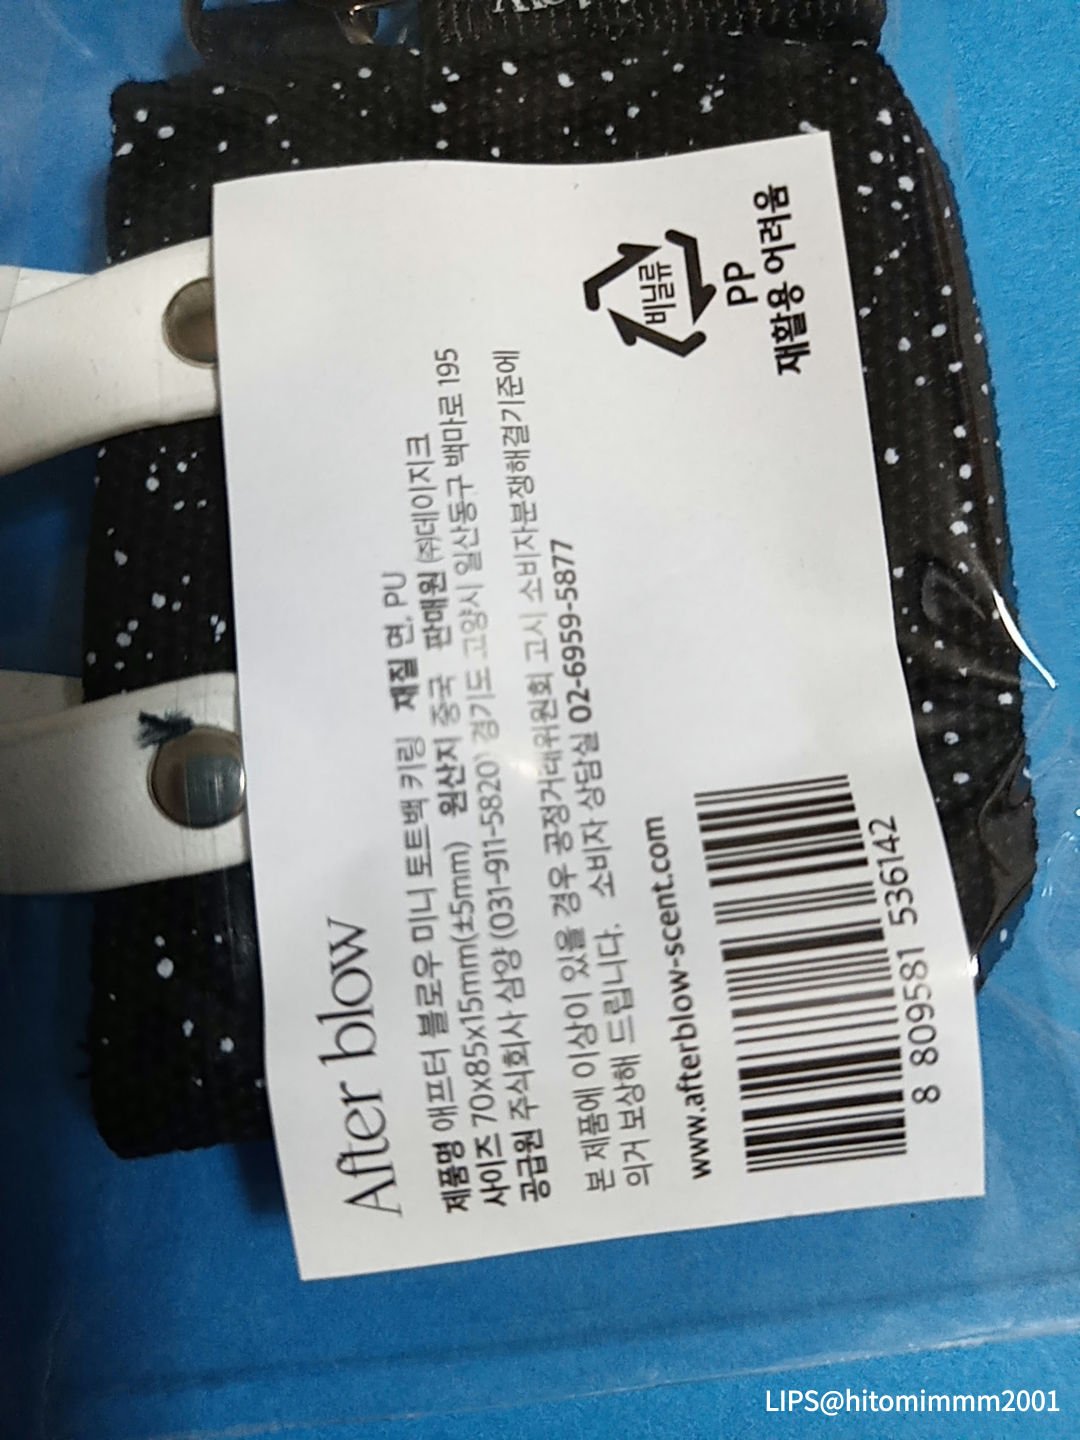 After blow
제품명 애프터 블로우 미니 토트백 키링 재질 면, PU
사이즈 70x85x15mm(±5mm) 원산지 중국 판매원 ㈜데이지크
공급원 주식회사 삼양 (031-911-5820) 경기도 고양시 일산동구 백마로 195
본 제품에 이상이 있을 경우 공정거래위원회 고시 소비자분쟁해결기준에
의거 보상해 드립니다. 소비자 상담실 02-6959-5877
www.afterblow-scent.com
8 809581 536142
비닐류
PP
재활용 어려움
LIPS@hitomimmm2001